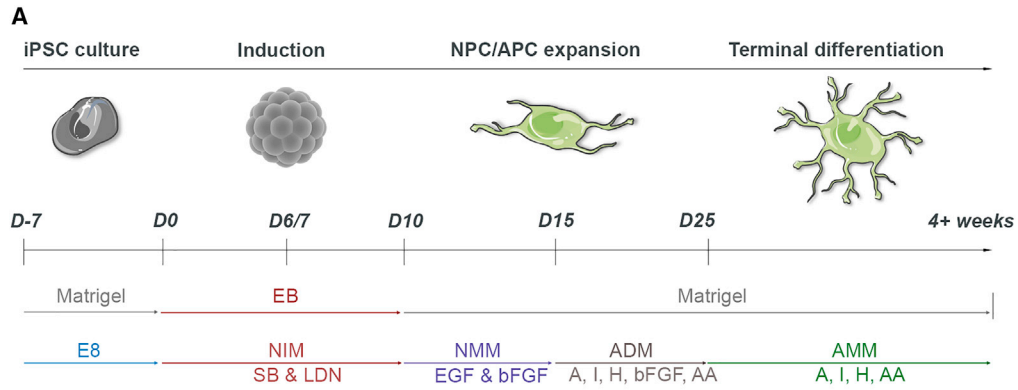 A
iPSC culture Induction NPC/APC expansion Terminal differentiation
D-7 D0 D6/7 D10 D15 D25 4+ weeks
Matrigel EB Matrigel
E8 NIM NMM ADM AMM
SB & LDN EGF & bFGF A, I, H, bFGF, AA A, I, H, AA